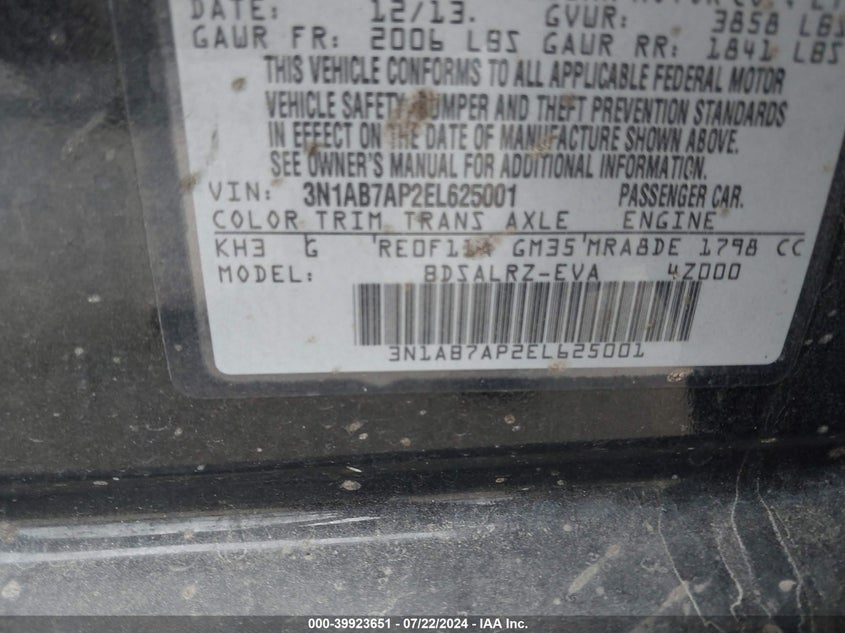 DATE: 12/13. GVWR: 3858 LBS
GAWR FR: 2006 LBS GAWR RR: 1841 LBS
THIS VEHICLE CONFORMS TO ALL APPLICABLE FEDERAL MOTOR
VEHICLE SAFETY, BUMPER AND THEFT PREVENTION STANDARDS
IN EFFECT ON THE DATE OF MANUFACTURE SHOWN ABOVE.
SEE OWNER'S MANUAL FOR ADDITIONAL INFORMATION.
VIN: 3N1AB7AP2EL625001 PASSENGER CAR.
COLOR TRIM TRANS AXLE ENGINE
KH3 G RE0F11A GM35 MRA8DE 1798 CC
MODEL: BDSALRZ-EVA 4Z000
3N1AB7AP2EL625001
000-39923651 - 07/22/2024 - IAA Inc.